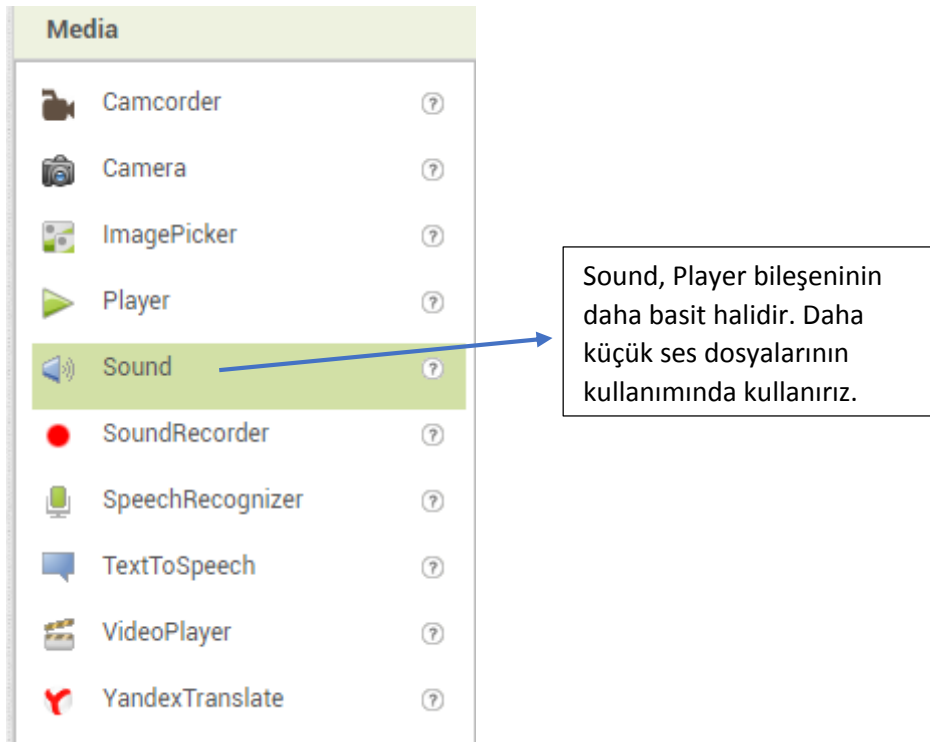 Media
Camcorder ?
Camera ?
ImagePicker ?
Player ?
Sound ?
SoundRecorder ?
SpeechRecognizer ?
TextToSpeech ?
VideoPlayer ?
YandexTranslate ?
Sound, Player bileşeninin
daha basit halidir. Daha
küçük ses dosyalarının
kullanımında kullanırız.